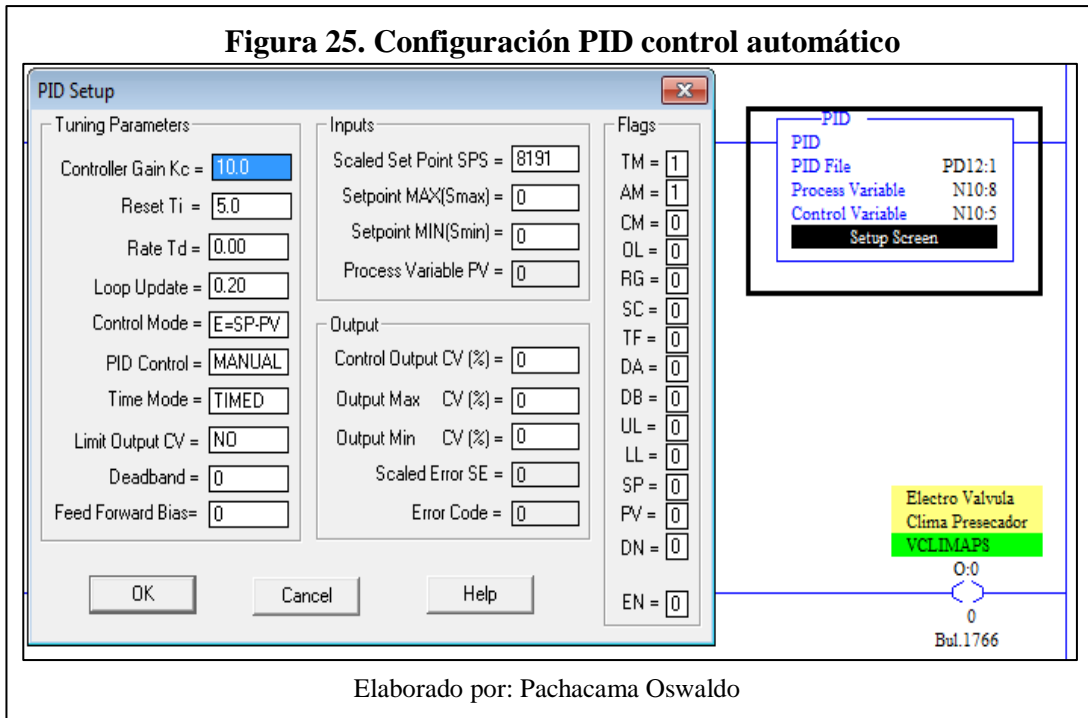 Figura 25. Configuración PID control automático
PID Setup
Tuning Parameters
Controller Gain Kc = 10.0
Reset Ti = 5.0
Rate Td = 0.00
Loop Update = 0.20
Control Mode = E=SP-PV
PID Control = MANUAL
Time Mode = TIMED
Limit Output CV = NO
Deadband = 0
Feed Forward Bias= 0
Inputs
Scaled Set Point SPS = 8191
Setpoint MAX(Smax) = 0
Setpoint MIN(Smin) = 0
Process Variable PV = 0
Output
Control Output CV (%) = 0
Output Max CV (%) = 0
Output Min CV (%) = 0
Scaled Error SE = 0
Error Code = 0
Flags
TM = 1
AM = 1
CM = 0
OL = 0
RG = 0
SC = 0
TF = 0
DA = 0
DB = 0
UL = 0
LL = 0
SP = 0
PV = 0
DN = 0
EN = 0
OK
Cancel
Help
PID
PID
PID File PD12:1
Process Variable N10:8
Control Variable N10:5
Setup Screen
Electro Valvula
Clima Presecador
VCLIMAPS
O:0
0
Bul.1766
Elaborado por: Pachacama Oswaldo